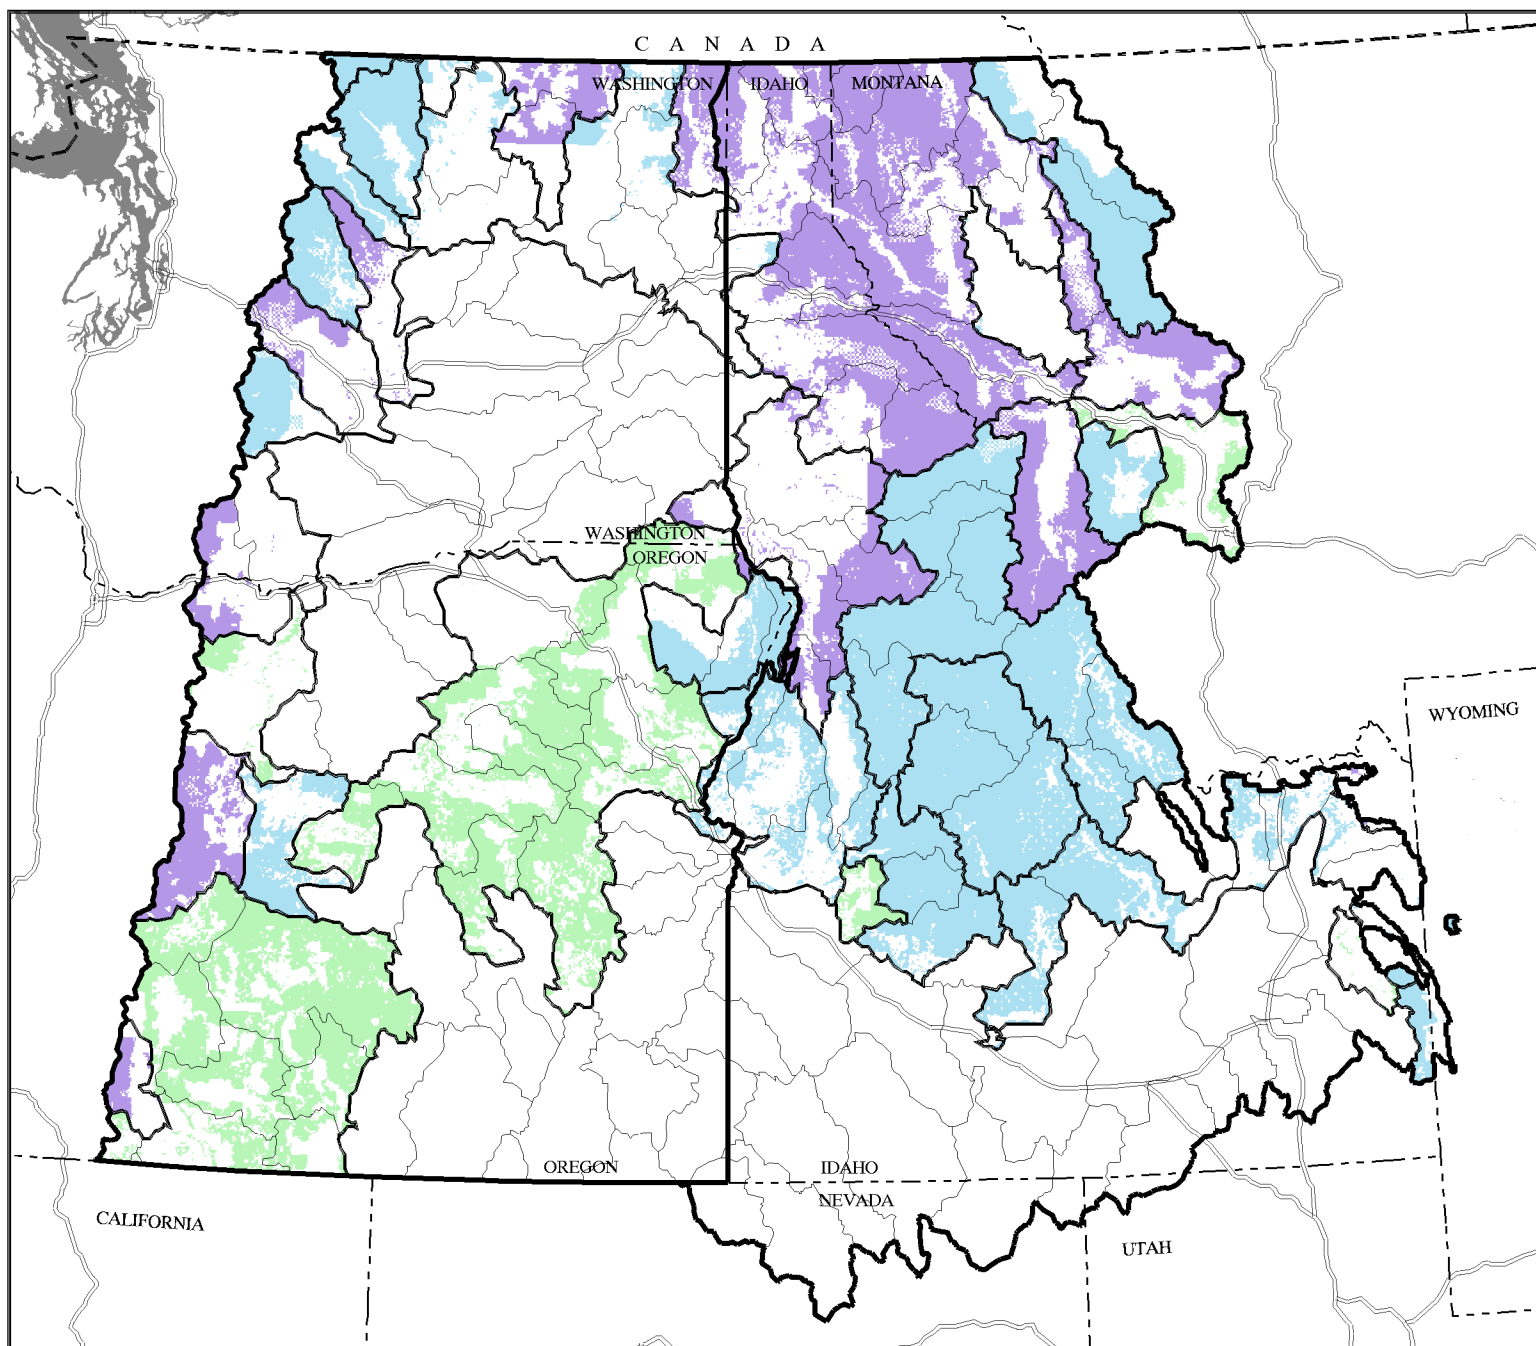 C A N A D A
WASHINGTON IDAHO MONTANA
WASHINGTON
OREGON
WYOMING
OREGON IDAHO
NEVADA
CALIFORNIA
UTAH